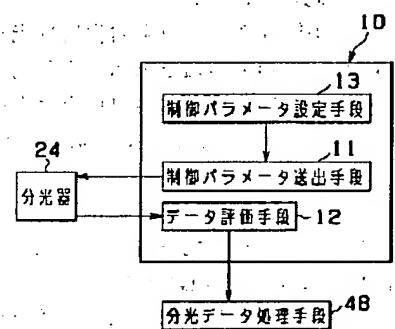 10
13
制御パラメータ設定手段
11
制御パラメータ送出手段
24
分光器
データ評価手段
12
分光データ処理手段
48